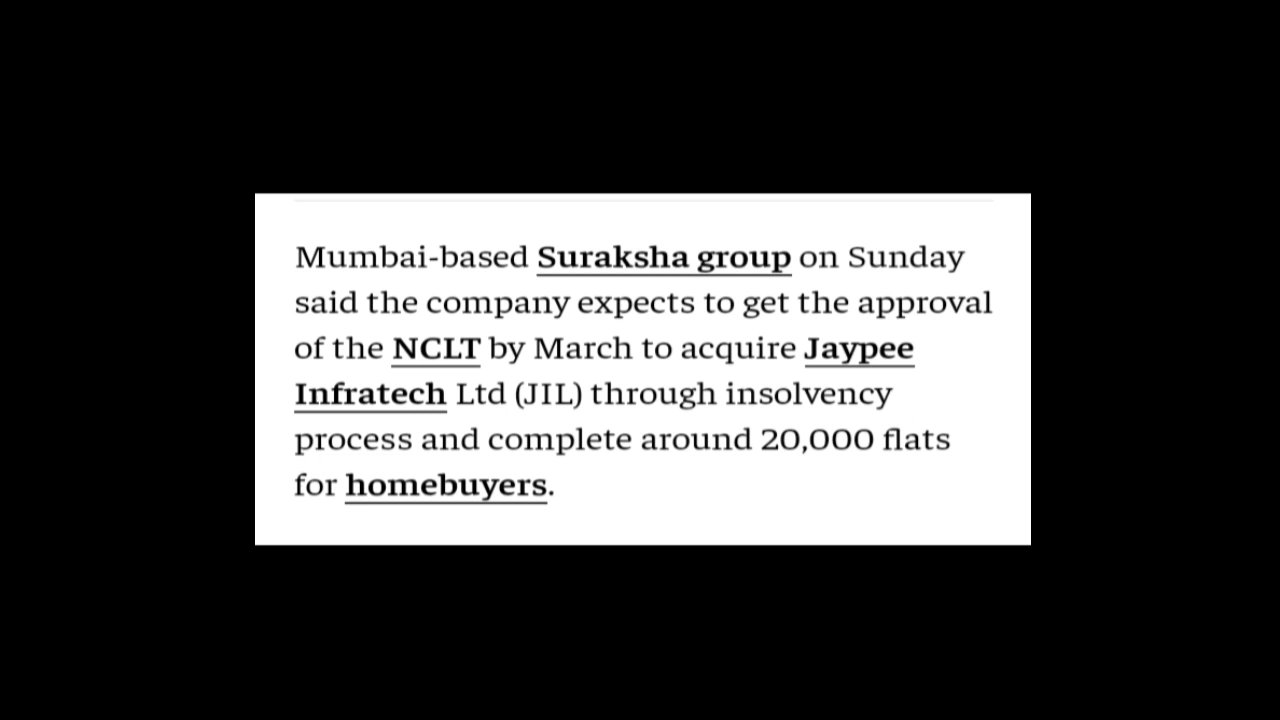 Mumbai-based Suraksha group on Sunday
said the company expects to get the approval
of the NCLT by March to acquire Jaypee
Infratech Ltd (JIL) through insolvency
process and complete around 20,000 flats
for homebuyers.